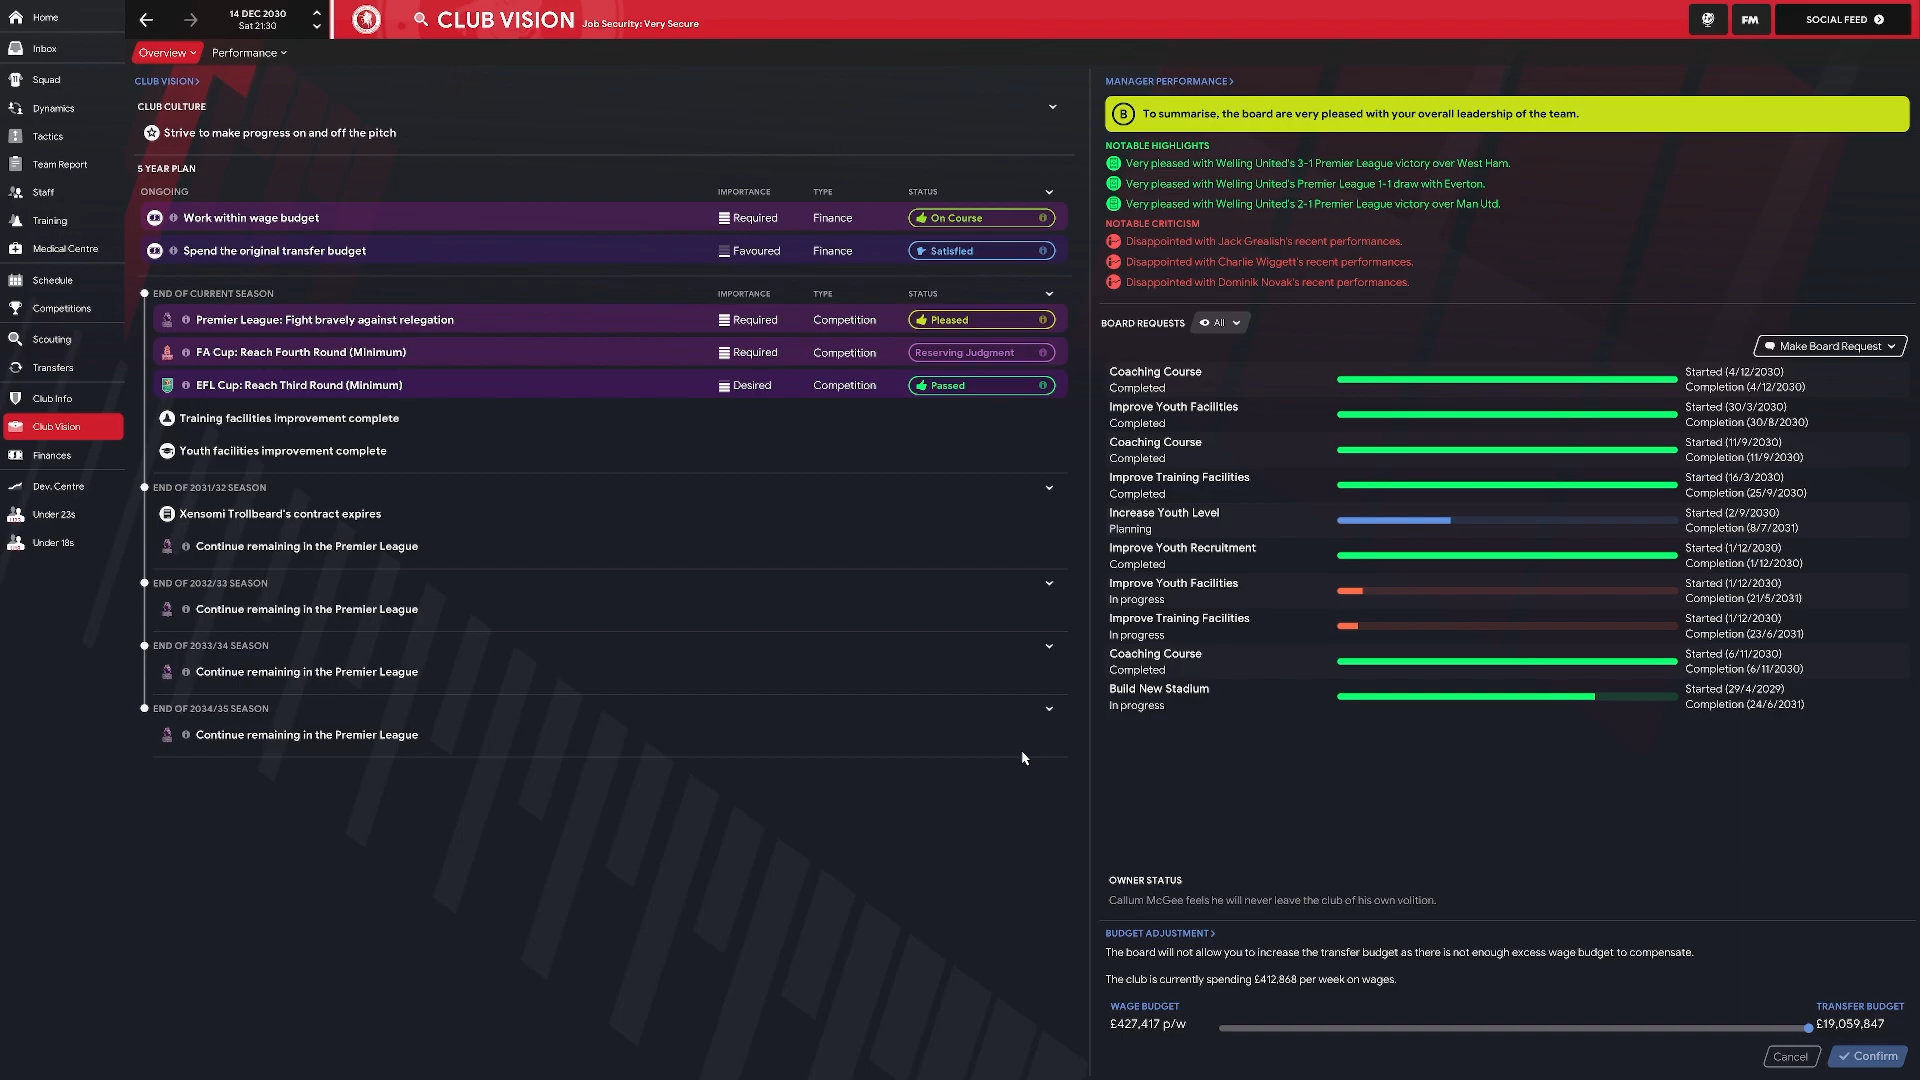 Home
Inbox
Squad
Dynamics
Tactics
Team Report
Staff
Training
Medical Centre
Schedule
Competitions
Scouting
Transfers
Club Info
Club Vision
Finances
Dev. Centre
Under 23s
Under 18s
14 DEC 2030
Sat 21:30
CLUB VISION
Job Security: Very Secure
FM
SOCIAL FEED
Overview
Performance
CLUB VISION
CLUB CULTURE
Strive to make progress on and off the pitch
5 YEAR PLAN
ONGOING IMPORTANCE TYPE STATUS
Work within wage budget Required Finance On Course
Spend the original transfer budget Favoured Finance Satisfied
END OF CURRENT SEASON IMPORTANCE TYPE STATUS
Premier League: Fight bravely against relegation Required Competition Pleased
FA Cup: Reach Fourth Round (Minimum) Required Competition Reserving Judgment
EFL Cup: Reach Third Round (Minimum) Desired Competition Passed
Training facilities improvement complete
Youth facilities improvement complete
END OF 2031/32 SEASON
Xensomi Trollbeard's contract expires
Continue remaining in the Premier League
END OF 2032/33 SEASON
Continue remaining in the Premier League
END OF 2033/34 SEASON
Continue remaining in the Premier League
END OF 2034/35 SEASON
Continue remaining in the Premier League
MANAGER PERFORMANCE
B To summarise, the board are very pleased with your overall leadership of the team.
NOTABLE HIGHLIGHTS
Very pleased with Welling United's 3-1 Premier League victory over West Ham.
Very pleased with Welling United's Premier League 1-1 draw with Everton.
Very pleased with Welling United's 2-1 Premier League victory over Man Utd.
NOTABLE CRITICISM
Disappointed with Jack Grealish's recent performances.
Disappointed with Charlie Wiggett's recent performances.
Disappointed with Dominik Novak's recent performances.
BOARD REQUESTS All
Make Board Request
Coaching Course Started (4/12/2030)
Completed Completion (4/12/2030)
Improve Youth Facilities Started (30/3/2030)
Completed Completion (30/8/2030)
Coaching Course Started (11/9/2030)
Completed Completion (11/9/2030)
Improve Training Facilities Started (16/3/2030)
Completed Completion (25/9/2030)
Increase Youth Level Started (2/9/2030)
Planning Completion (8/7/2031)
Improve Youth Recruitment Started (1/12/2030)
Completed Completion (1/12/2030)
Improve Youth Facilities Started (1/12/2030)
In progress Completion (21/5/2031)
Improve Training Facilities Started (1/12/2030)
In progress Completion (23/6/2031)
Coaching Course Started (6/11/2030)
Completed Completion (6/11/2030)
Build New Stadium Started (29/4/2029)
In progress Completion (24/6/2031)
OWNER STATUS
Callum McGee feels he will never leave the club of his own volition.
BUDGET ADJUSTMENT
The board will not allow you to increase the transfer budget as there is not enough excess wage budget to compensate.
The club is currently spending £412,868 per week on wages.
WAGE BUDGET TRANSFER BUDGET
£427,417 p/w £19,059,847
Cancel Confirm